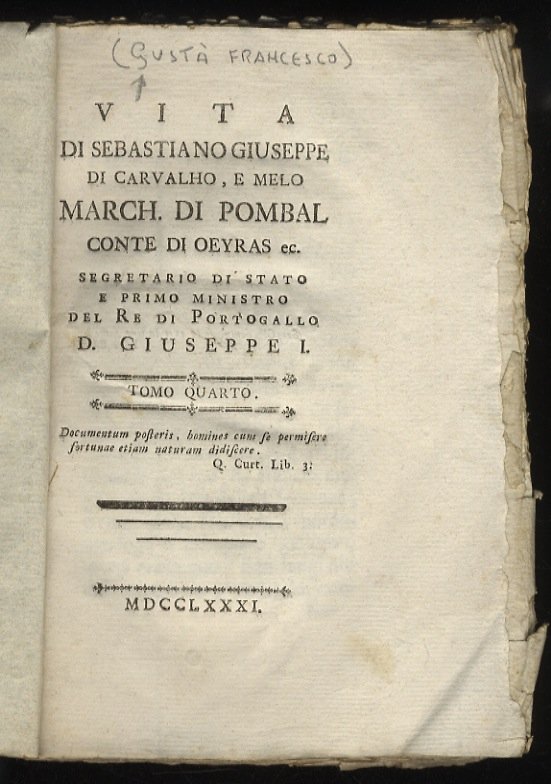 (GUSTÀ FRANCESCO)
VITA
DI SEBASTIANO GIUSEPPE
DI CARVALHO, E MELO
MARCH. DI POMBAL
CONTE DI OEYRAS ec.
SEGRETARIO DI STATO
E PRIMO MINISTRO
DEL RE DI PORTOGALLO
D. GIUSEPPE I.
TOMO QUARTO.
Documentum poſteris, homines cum ſe permiſere
fortunae etiam naturam didiſcere.
Q. Curt. Lib. 3.
MDCCLXXXI.